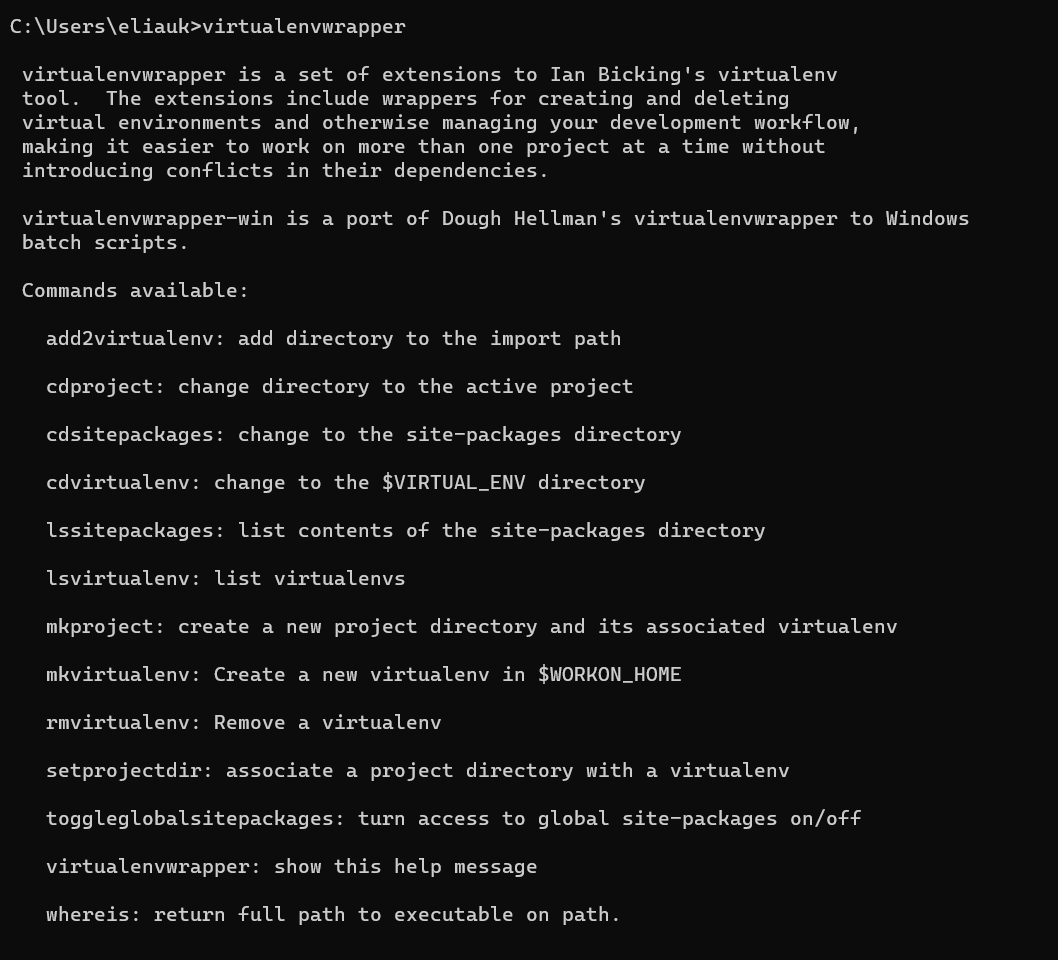 C:\Users\eliauk>virtualenvwrapper
virtualenvwrapper is a set of extensions to Ian Bicking's virtualenv
tool.  The extensions include wrappers for creating and deleting
virtual environments and otherwise managing your development workflow,
making it easier to work on more than one project at a time without
introducing conflicts in their dependencies.
virtualenvwrapper-win is a port of Dough Hellman's virtualenvwrapper to Windows
batch scripts.
Commands available:
add2virtualenv: add directory to the import path
cdproject: change directory to the active project
cdsitepackages: change to the site-packages directory
cdvirtualenv: change to the $VIRTUAL_ENV directory
lssitepackages: list contents of the site-packages directory
lsvirtualenv: list virtualenvs
mkproject: create a new project directory and its associated virtualenv
mkvirtualenv: Create a new virtualenv in $WORKON_HOME
rmvirtualenv: Remove a virtualenv
setprojectdir: associate a project directory with a virtualenv
toggleglobalsitepackages: turn access to global site-packages on/off
virtualenvwrapper: show this help message
whereis: return full path to executable on path.